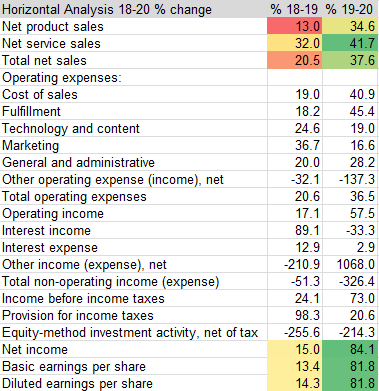 Horizontal Analysis 18-20 % change % 18-19 % 19-20
Net product sales 13.0 34.6
Net service sales 32.0 41.7
Total net sales 20.5 37.6
Operating expenses:
Cost of sales 19.0 40.9
Fulfillment 18.2 45.4
Technology and content 24.6 19.0
Marketing 36.7 16.6
General and administrative 20.0 28.2
Other operating expense (income), net -32.1 -137.3
Total operating expenses 20.6 36.5
Operating income 17.1 57.5
Interest income 89.1 -33.3
Interest expense 12.9 2.9
Other income (expense), net -210.9 1068.0
Total non-operating income (expense) -51.3 -326.4
Income before income taxes 24.1 73.0
Provision for income taxes 98.3 20.6
Equity-method investment activity, net of tax -255.6 -214.3
Net income 15.0 84.1
Basic earnings per share 13.4 81.8
Diluted earnings per share 14.3 81.8